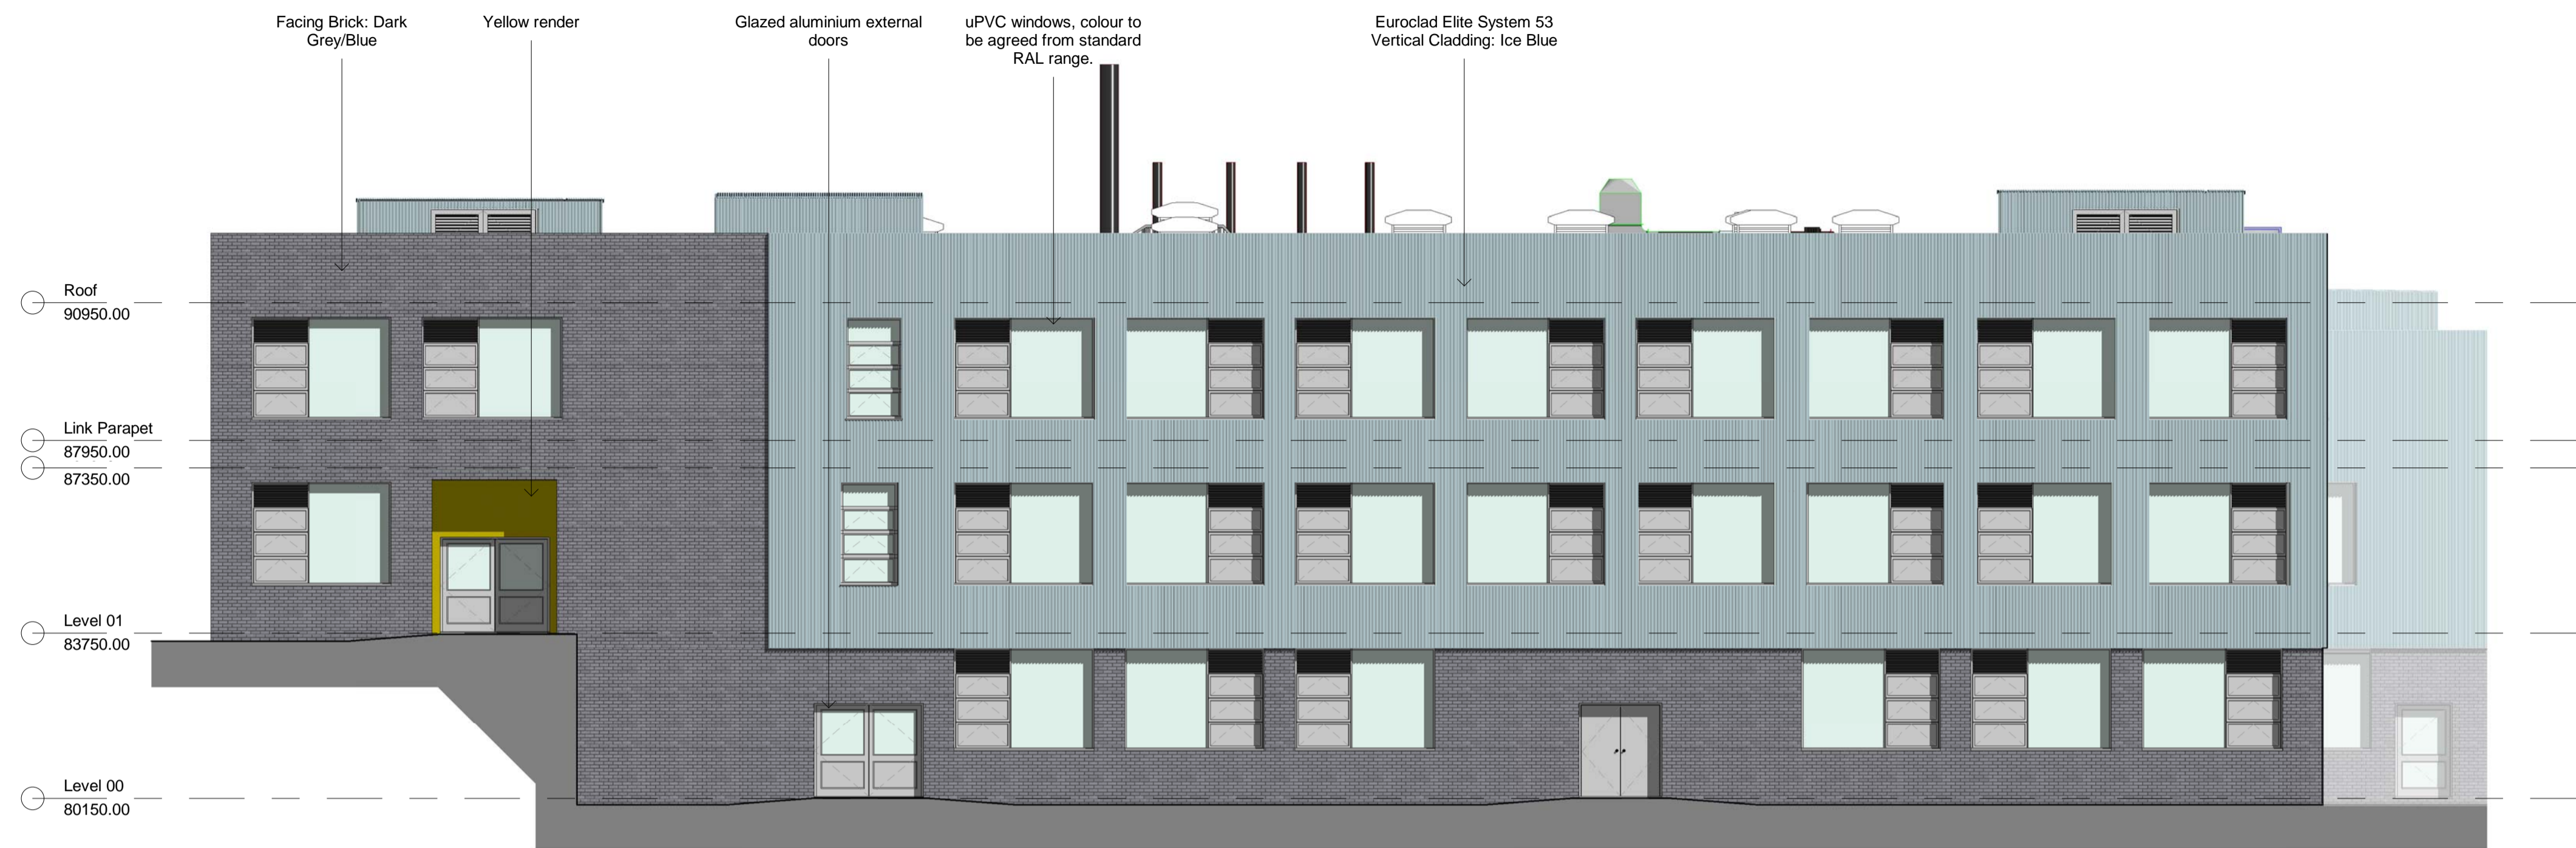 Facing Brick: Dark
Grey/Blue
Yellow render
Glazed aluminium external
doors
uPVC windows, colour to
be agreed from standard
RAL range.
Euroclad Elite System 53
Vertical Cladding: Ice Blue
Roof
90950.00
Link Parapet
87950.00
87350.00
Level 01
83750.00
Level 00
80150.00